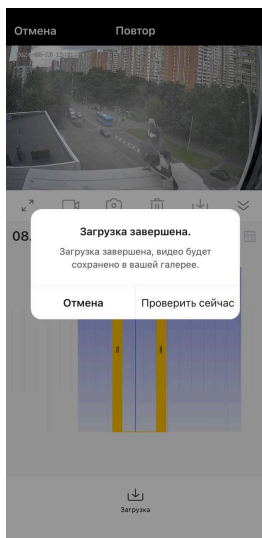 Отмена
Повтор
08.
Загрузка завершена.
Загрузка завершена, видео будет
сохранено в вашей галерее.
Отмена
Проверить сейчас
Загрузка